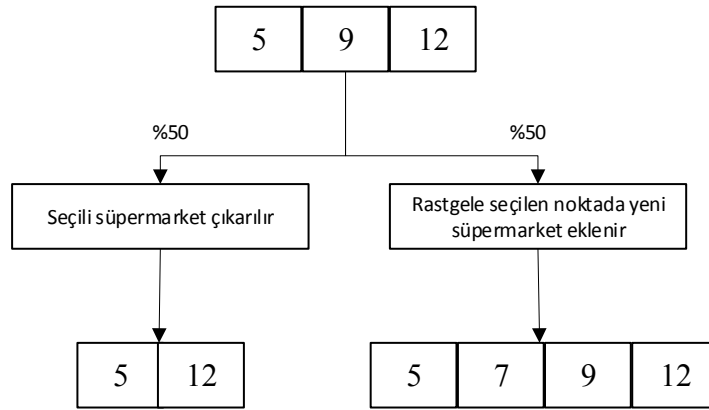 5 9 12
%50 %50
Seçili süpermarket çıkarılır
Rastgele seçilen noktada yeni
süpermarket eklenir
5 12
5 7 9 12